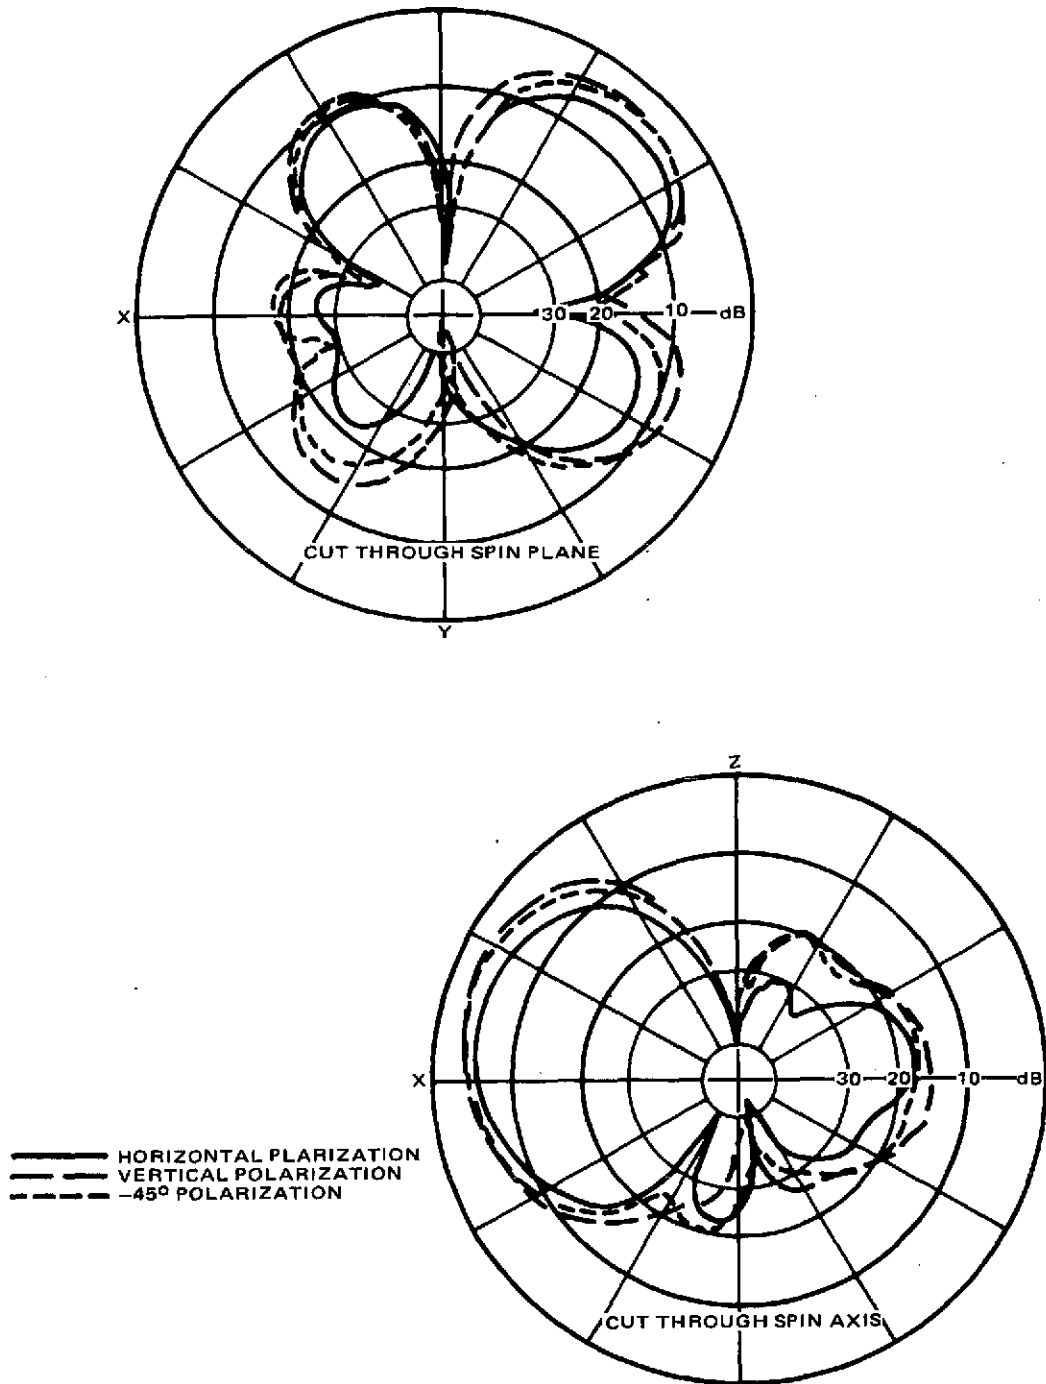 X
30 20 10 dB
CUT THROUGH SPIN PLANE
Y
Z
X
30 20 10 dB
HORIZONTAL PLARIZATION
VERTICAL POLARIZATION
-45° POLARIZATION
CUT THROUGH SPIN AXIS